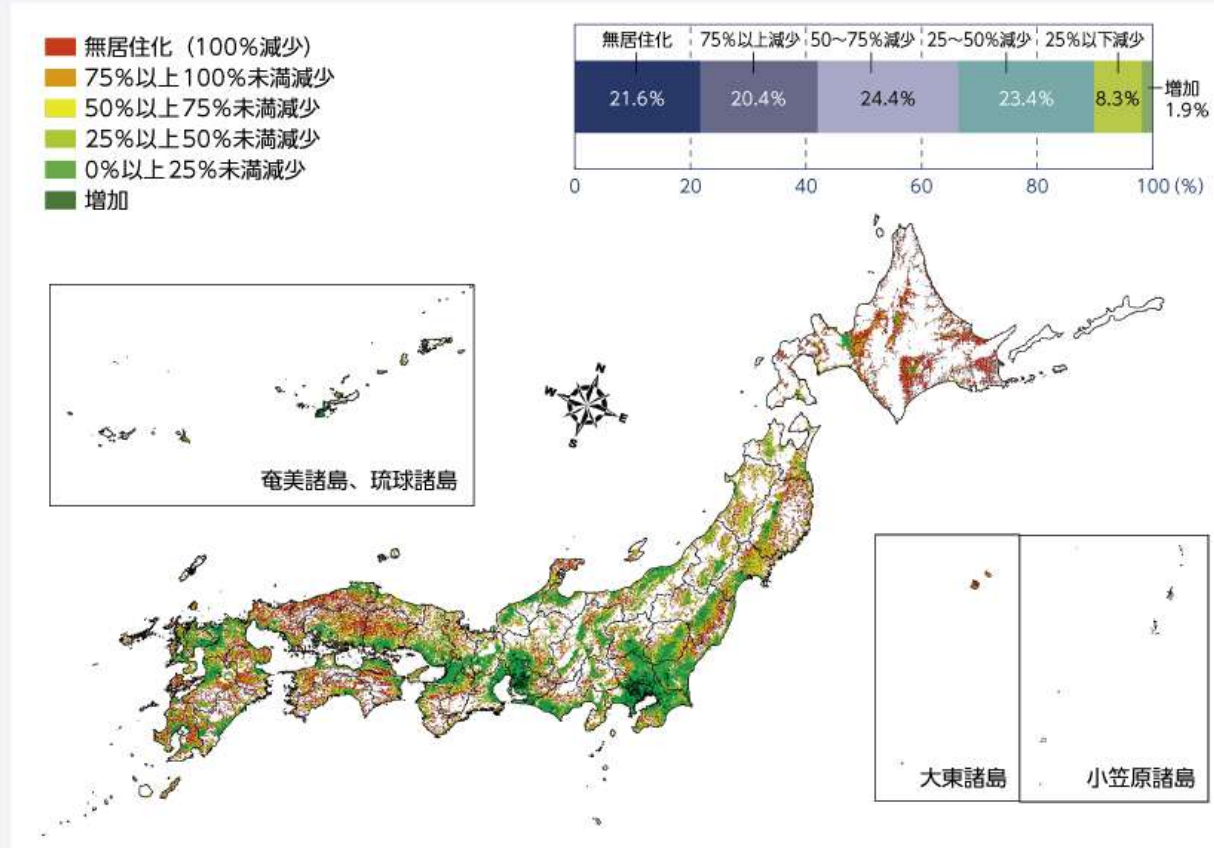 無居住化（100%減少）
75%以上100%未満減少
50%以上75%未満減少
25%以上50%未満減少
0%以上25%未満減少
増加
無居住化 75%以上減少 50～75%減少 25～50%減少 25%以下減少
21.6% 20.4% 24.4% 23.4% 8.3%
増加
1.9%
0 20 40 60 80 100(%)
N
W
E
S
奄美諸島、琉球諸島
大東諸島
小笠原諸島